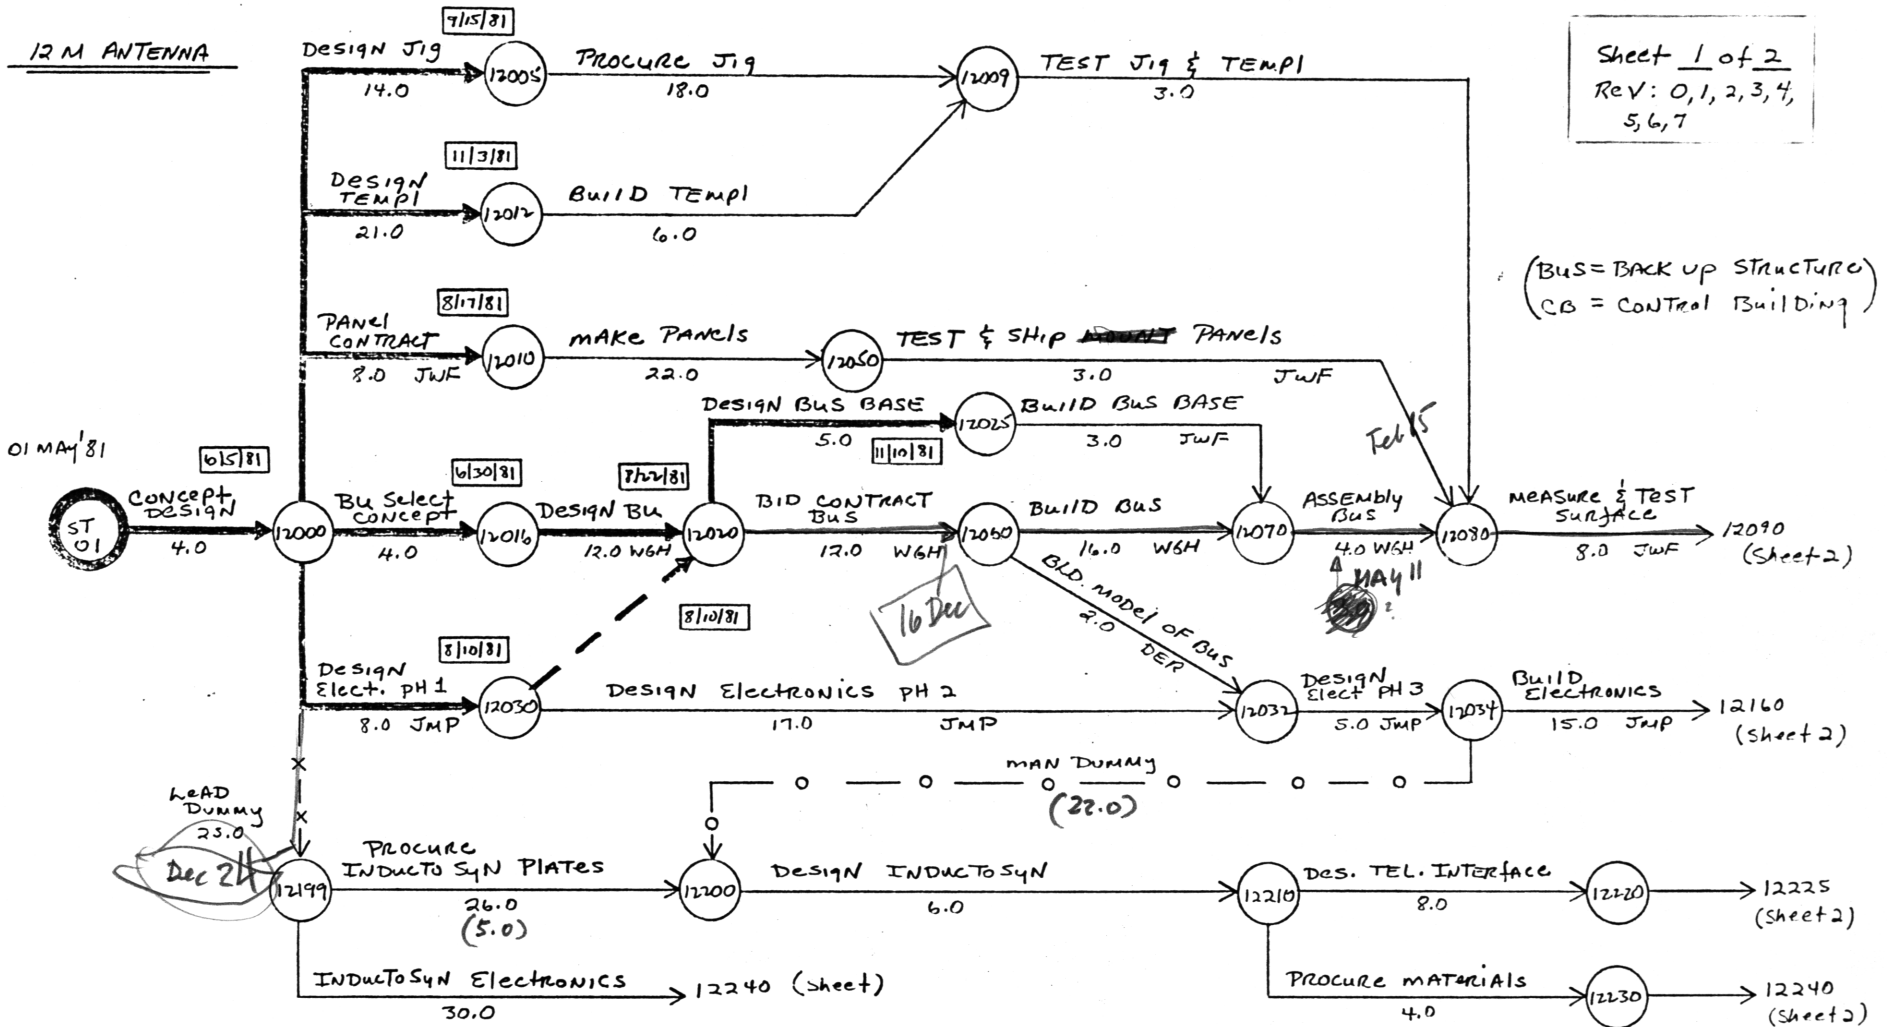 12 M ANTENNA
Sheet 1 of 2
Rev: 0, 1, 2, 3, 4,
5, 6, 7
9/15/81
Design Jig
14.0
12005
Procure Jig
18.0
12009
Test Jig & Templ
3.0
11/3/81
Design
Templ
21.0
12012
Build Templ
6.0
(BUS = BACK up STRUCTURE)
CB = CONTROL Building
8/17/81
Panel
Contract
8.0 JWF
12010
Make Panels
22.0
12050
Test & Ship Panels
3.0 JWF
Design Bus Base
5.0
11/10/81
12025
Build Bus Base
3.0 JWF
Feb 15
01 MAY '81
ST
01
Concept
Design
4.0
6/5/81
12000
Bu Select
Concept
4.0
6/30/81
12016
Design BU
12.0 WGH
12020
Bid Contract
Bus
12.0 WGH
16 Dec
12060
Build Bus
16.0 WGH
12070
Assembly
Bus
4.0 WGH
MAY 11
?
12080
Measure & Test
Surface
8.0 JWF
12090
(Sheet 2)
8/10/81
8/10/81
Design
Elect. PH 1
8.0 JMP
12030
Design Electronics PH 2
17.0 JMP
BLD. Model of Bus
2.0 DER
12032
Design
Elect PH 3
5.0 JMP
12034
Build
Electronics
15.0 JMP
12160
(Sheet 2)
MAN DUMMY
(22.0)
Lead
Dummy
Dec 24
12199
Procure
Inducto Syn Plates
26.0
(5.0)
12200
Design InductoSyn
6.0
12210
Des. Tel. Interface
8.0
12220
12225
(Sheet 2)
InductoSyn Electronics
30.0
12240 (Sheet)
Procure Materials
4.0
12230
12240
(Sheet 2)